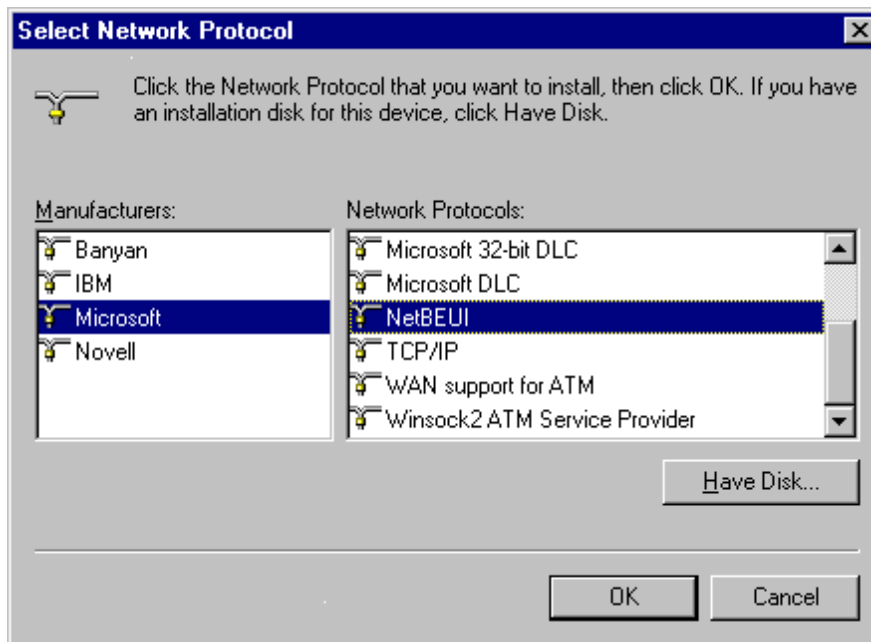 Select Network Protocol
Click the Network Protocol that you want to install, then click OK. If you have
an installation disk for this device, click Have Disk.
Manufacturers:
Banyan
IBM
Microsoft
Novell
Network Protocols:
Microsoft 32-bit DLC
Microsoft DLC
NetBEUI
TCP/IP
WAN support for ATM
Winsock2 ATM Service Provider
Have Disk...
OK
Cancel